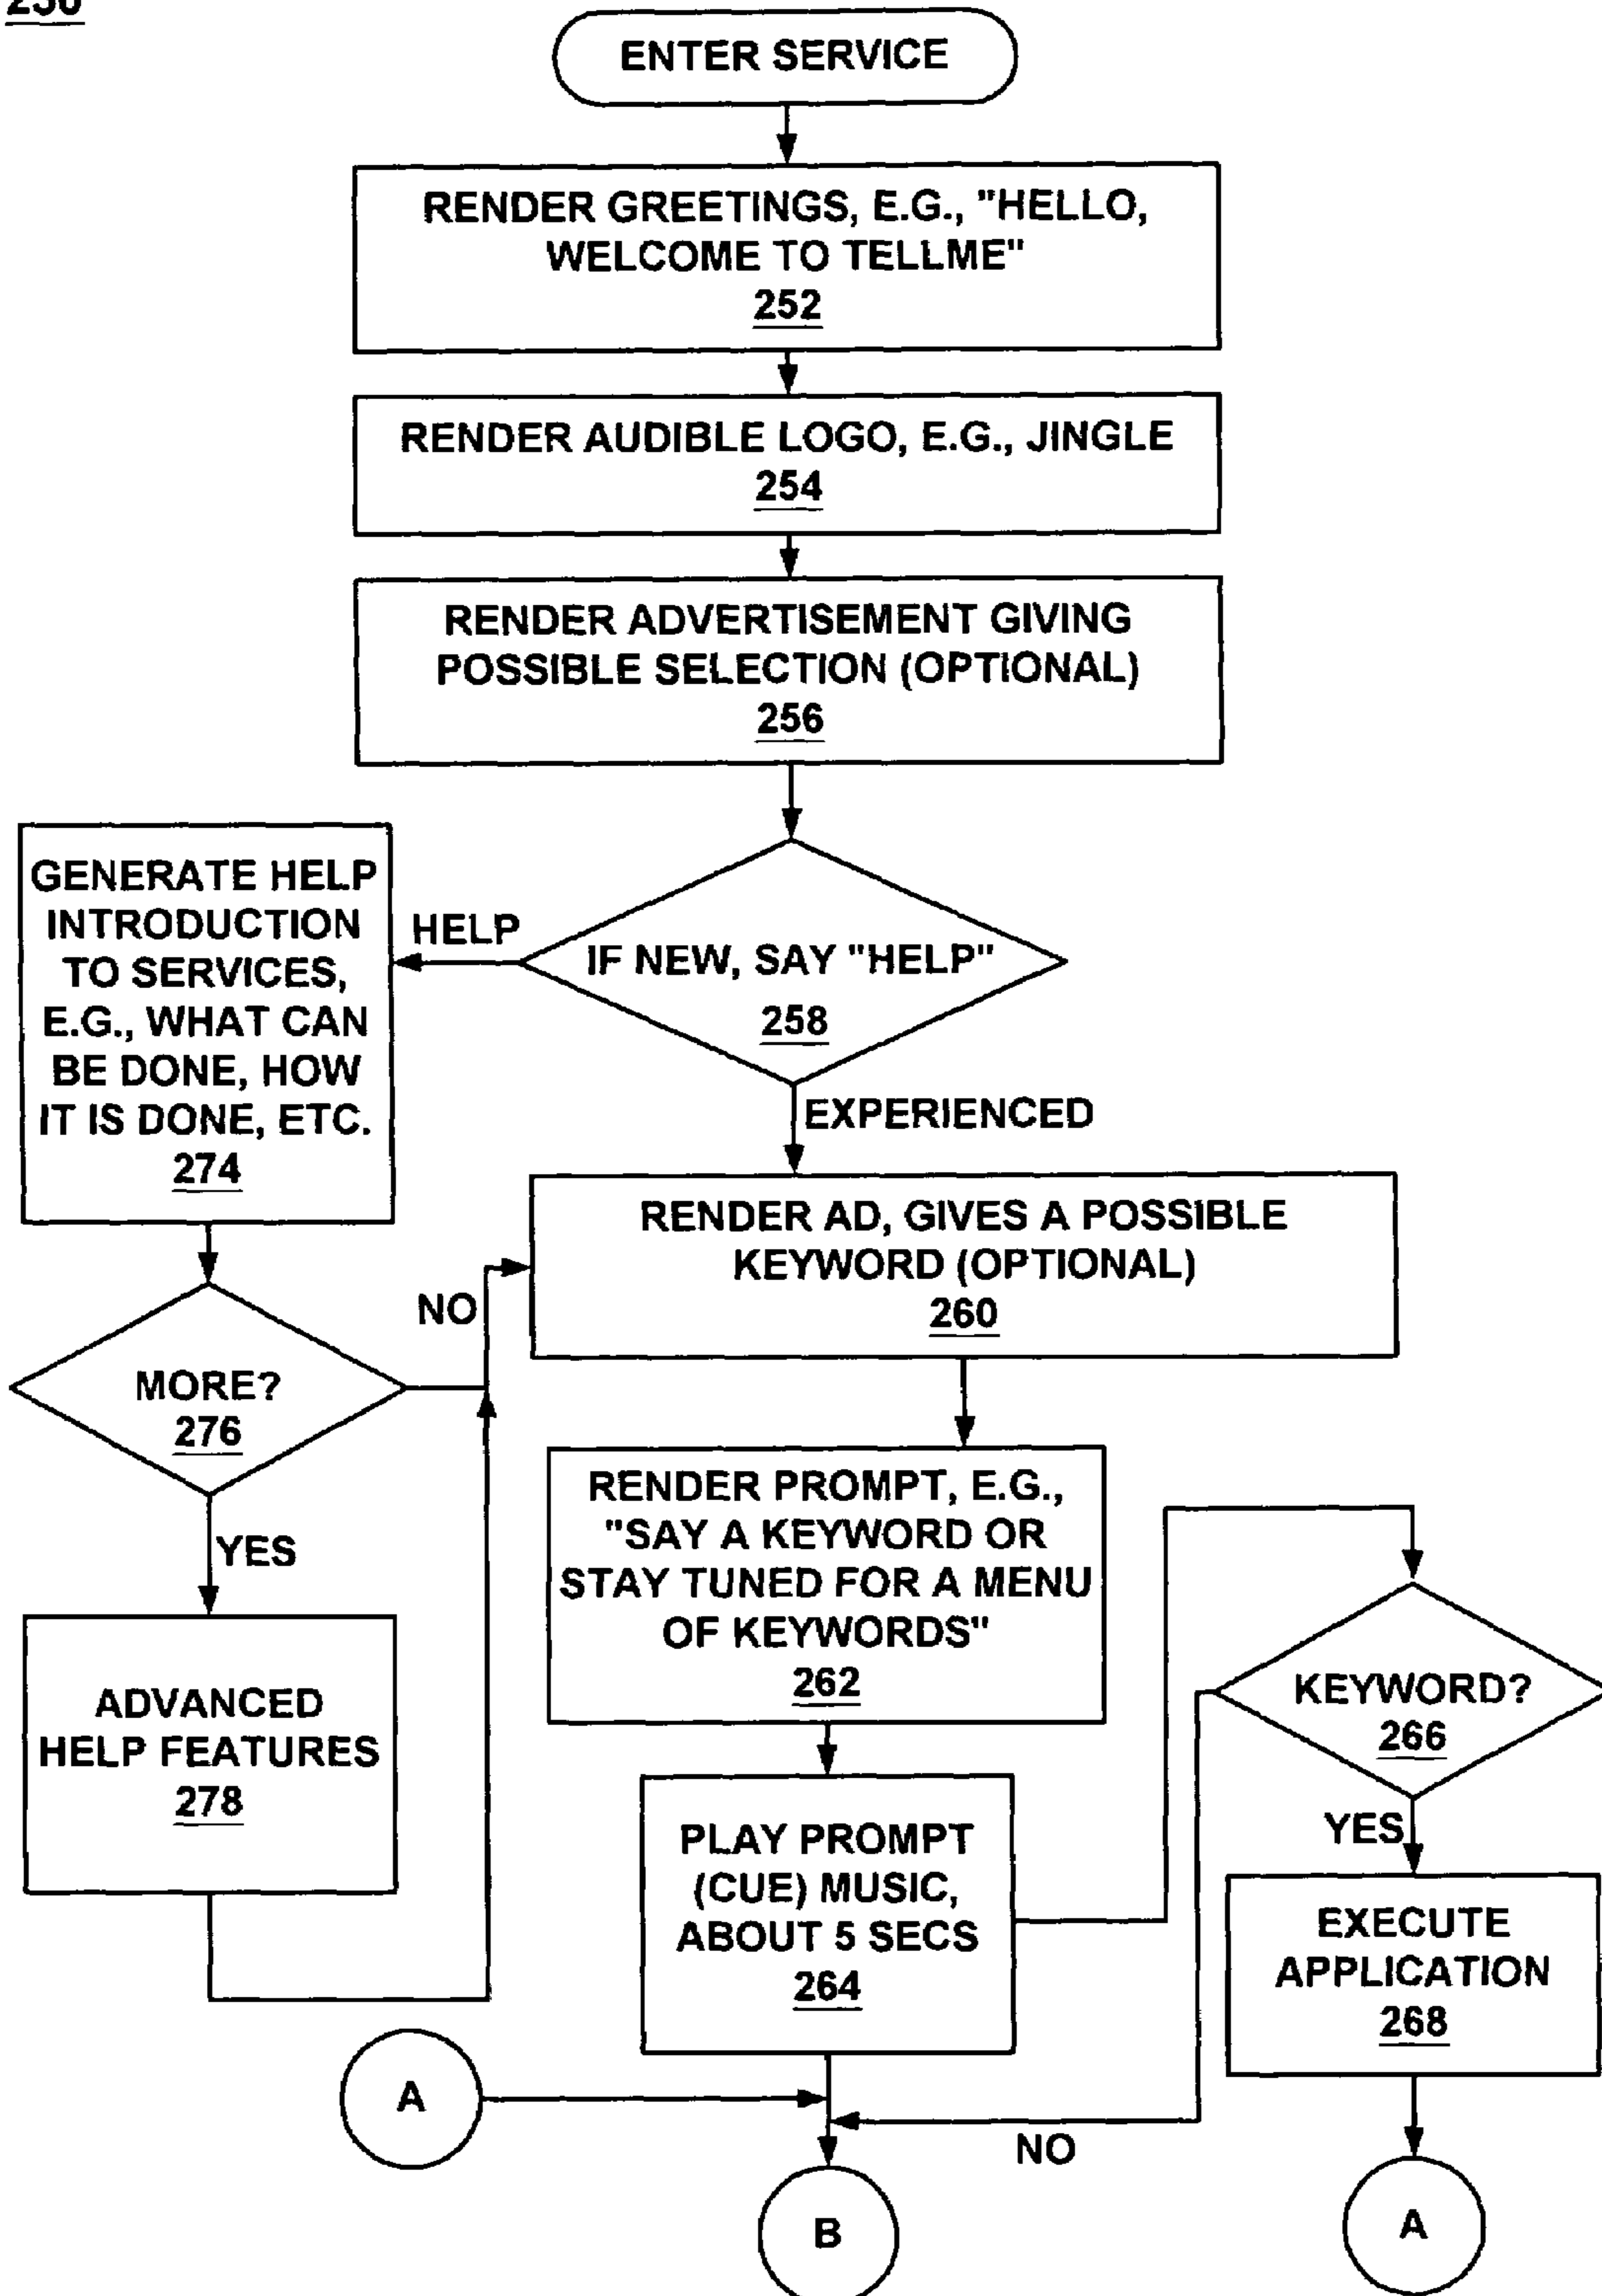 ENTER SERVICE
RENDER GREETINGS, E.G., "HELLO,
WELCOME TO TELLME"
252
RENDER AUDIBLE LOGO, E.G., JINGLE
254
RENDER ADVERTISEMENT GIVING
POSSIBLE SELECTION (OPTIONAL)
256
GENERATE HELP
INTRODUCTION
TO SERVICES,
E.G., WHAT CAN
BE DONE, HOW
IT IS DONE, ETC.
274
HELP
IF NEW, SAY "HELP"
258
EXPERIENCED
RENDER AD, GIVES A POSSIBLE
KEYWORD (OPTIONAL)
260
NO
MORE?
276
YES
ADVANCED
HELP FEATURES
278
RENDER PROMPT, E.G.,
"SAY A KEYWORD OR
STAY TUNED FOR A MENU
OF KEYWORDS"
262
PLAY PROMPT
(CUE) MUSIC,
ABOUT 5 SECS
264
KEYWORD?
266
YES
EXECUTE
APPLICATION
268
A
NO
B
A